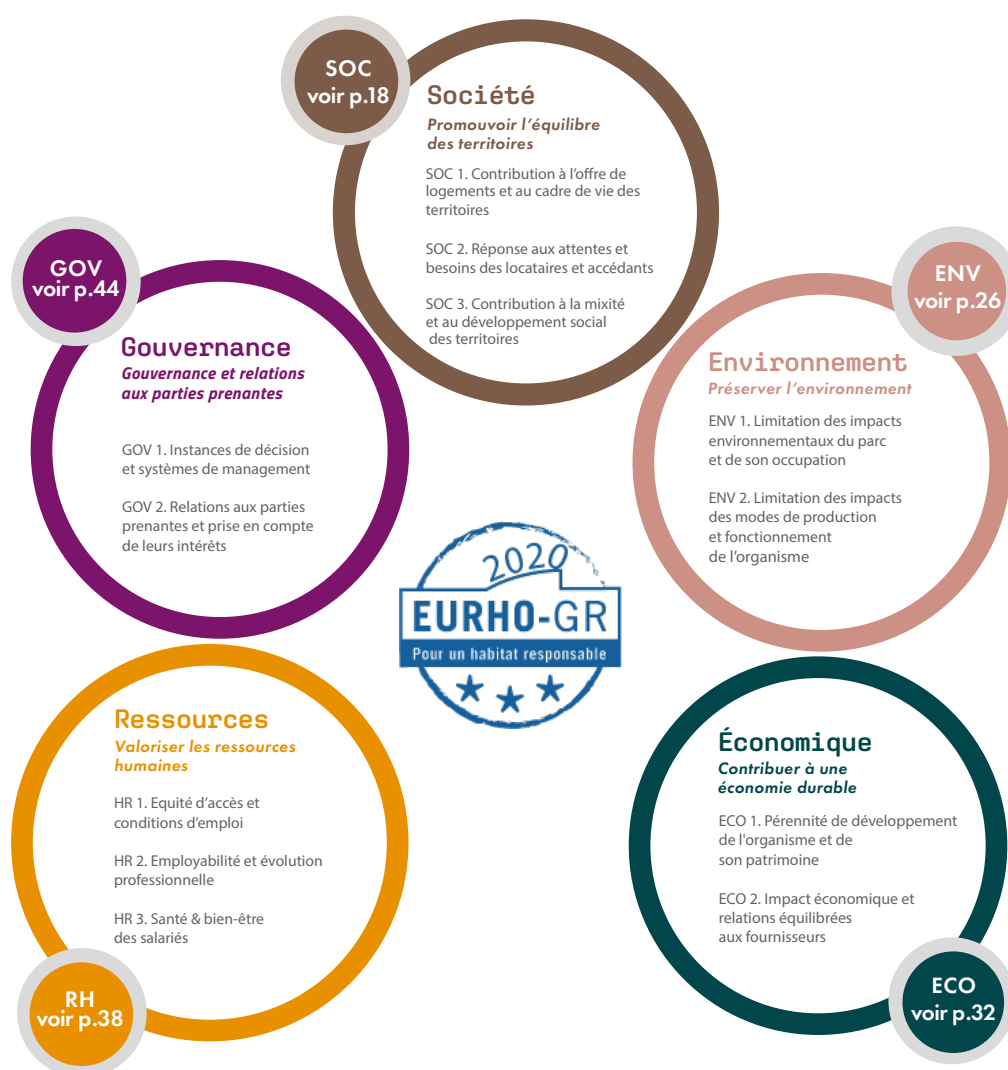 SOC
voir p.18
Société
Promouvoir l'équilibre
des territoires
SOC 1. Contribution à l'offre de
logements et au cadre de vie des
territoires
SOC 2. Réponse aux attentes et
besoins des locataires et accédants
SOC 3. Contribution à la mixité
et au développement social
des territoires
GOV
voir p.44
Gouvernance
Gouvernance et relations
aux parties prenantes
GOV 1. Instances de décision
et systèmes de management
GOV 2. Relations aux parties
prenantes et prise en compte
de leurs intérêts
ENV
voir p.26
Environnement
Préserver l'environnement
ENV 1. Limitation des impacts
environnementaux du parc
et de son occupation
ENV 2. Limitation des impacts
des modes de production
et fonctionnement
de l'organisme
2020
EURHO-GR
Pour un habitat responsable
Ressources
Valoriser les ressources
humaines
HR 1. Equité d'accès et
conditions d'emploi
HR 2. Employabilité et évolution
professionnelle
HR 3. Santé & bien-être
des salariés
RH
voir p.38
Économique
Contribuer à une
économie durable
ECO 1. Pérennité de développement
de l'organisme et de
son patrimoine
ECO 2. Impact économique et
relations équilibrées
aux fournisseurs
ECO
voir p.32